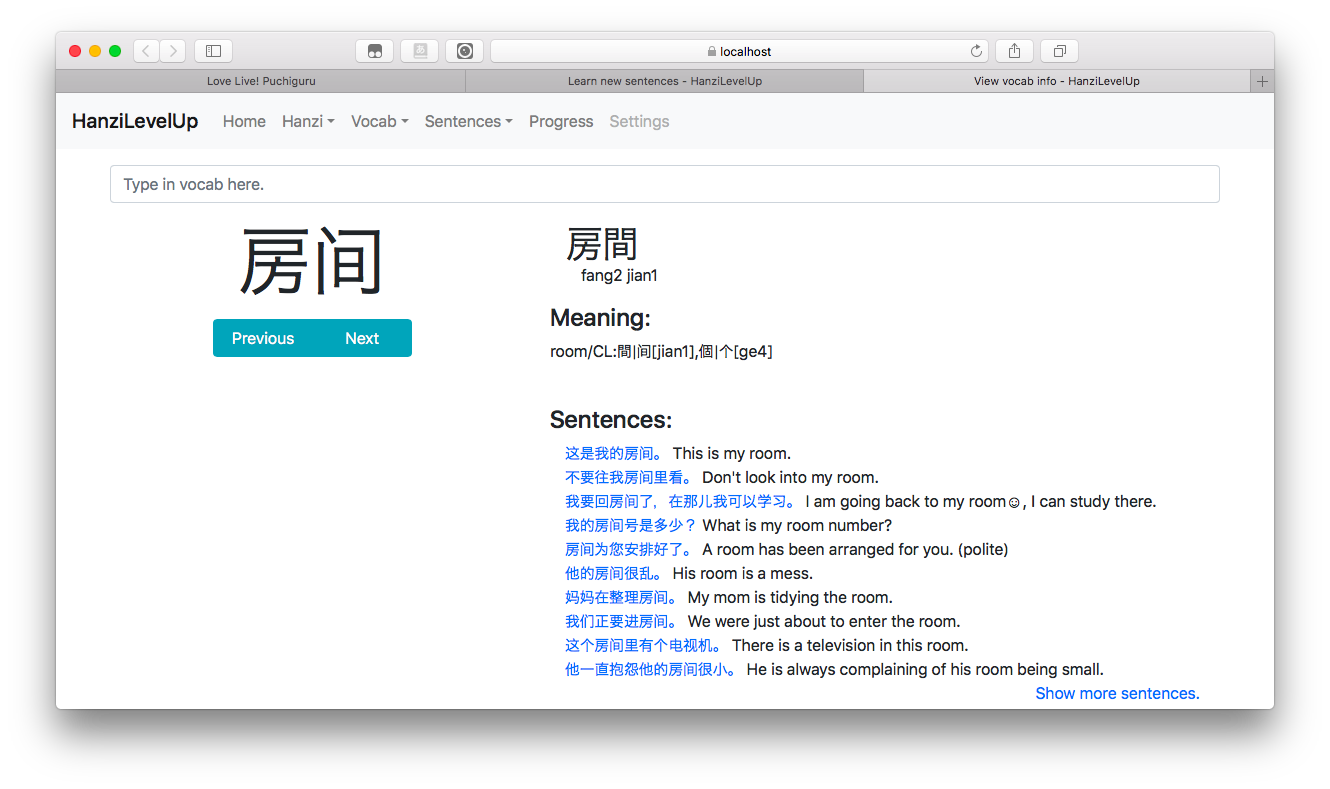 localhost
Love Live! Puchiguru Learn new sentences - HanziLevelUp View vocab info - HanziLevelUp
HanziLevelUp Home Hanzi Vocab Sentences Progress Settings
Type in vocab here.
房间
Previous Next
房間
fang2 jian1
Meaning:
room/CL:間|间[jian1],個|个[ge4]
Sentences:
这是我的房间。 This is my room.
不要往我房间里看。 Don't look into my room.
我要回房间了，在那儿我可以学习。 I am going back to my room☺, I can study there.
我的房间号是多少？ What is my room number?
房间为您安排好了。 A room has been arranged for you. (polite)
他的房间很乱。 His room is a mess.
妈妈在整理房间。 My mom is tidying the room.
我们正要进房间。 We were just about to enter the room.
这个房间里有个电视机。 There is a television in this room.
他一直抱怨他的房间很小。 He is always complaining of his room being small.
Show more sentences.